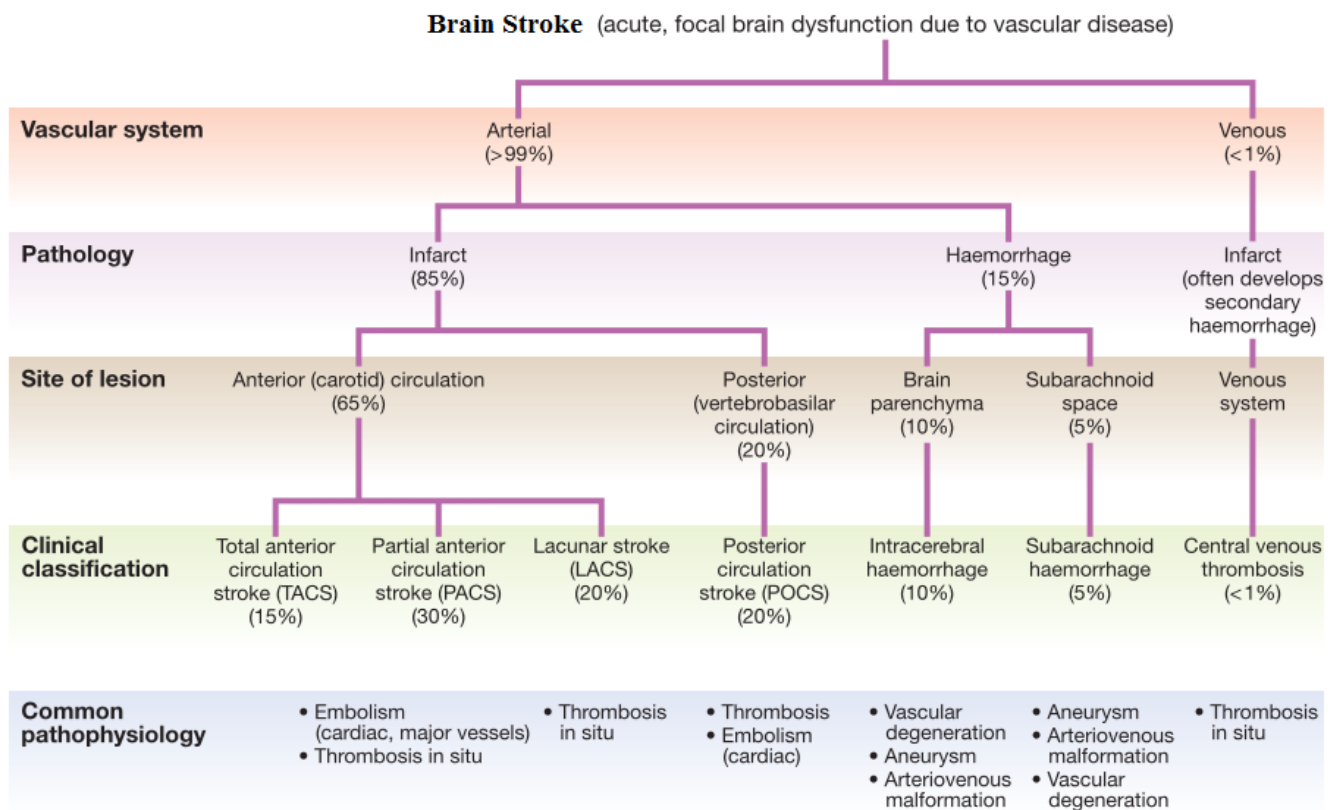 Brain Stroke (acute, focal brain dysfunction due to vascular disease)
Vascular system
Arterial
(>99%)
Venous
(<1%)
Pathology
Infarct
(85%)
Haemorrhage
(15%)
Infarct
(often develops
secondary
haemorrhage)
Site of lesion
Anterior (carotid) circulation
(65%)
Posterior
(vertebrobasilar
circulation)
(20%)
Brain
parenchyma
(10%)
Subarachnoid
space
(5%)
Venous
system
Clinical
classification
Total anterior
circulation
stroke (TACS)
(15%)
Partial anterior
circulation
stroke (PACS)
(30%)
Lacunar stroke
(LACS)
(20%)
Posterior
circulation
stroke (POCS)
(20%)
Intracerebral
haemorrhage
(10%)
Subarachnoid
haemorrhage
(5%)
Central venous
thrombosis
(<1%)
Common
pathophysiology
• Embolism
(cardiac, major vessels)
• Thrombosis in situ
• Thrombosis
in situ
• Thrombosis
• Embolism
(cardiac)
• Vascular
degeneration
• Aneurysm
• Arteriovenous
malformation
• Aneurysm
• Arteriovenous
malformation
• Vascular
degeneration
• Thrombosis
in situ